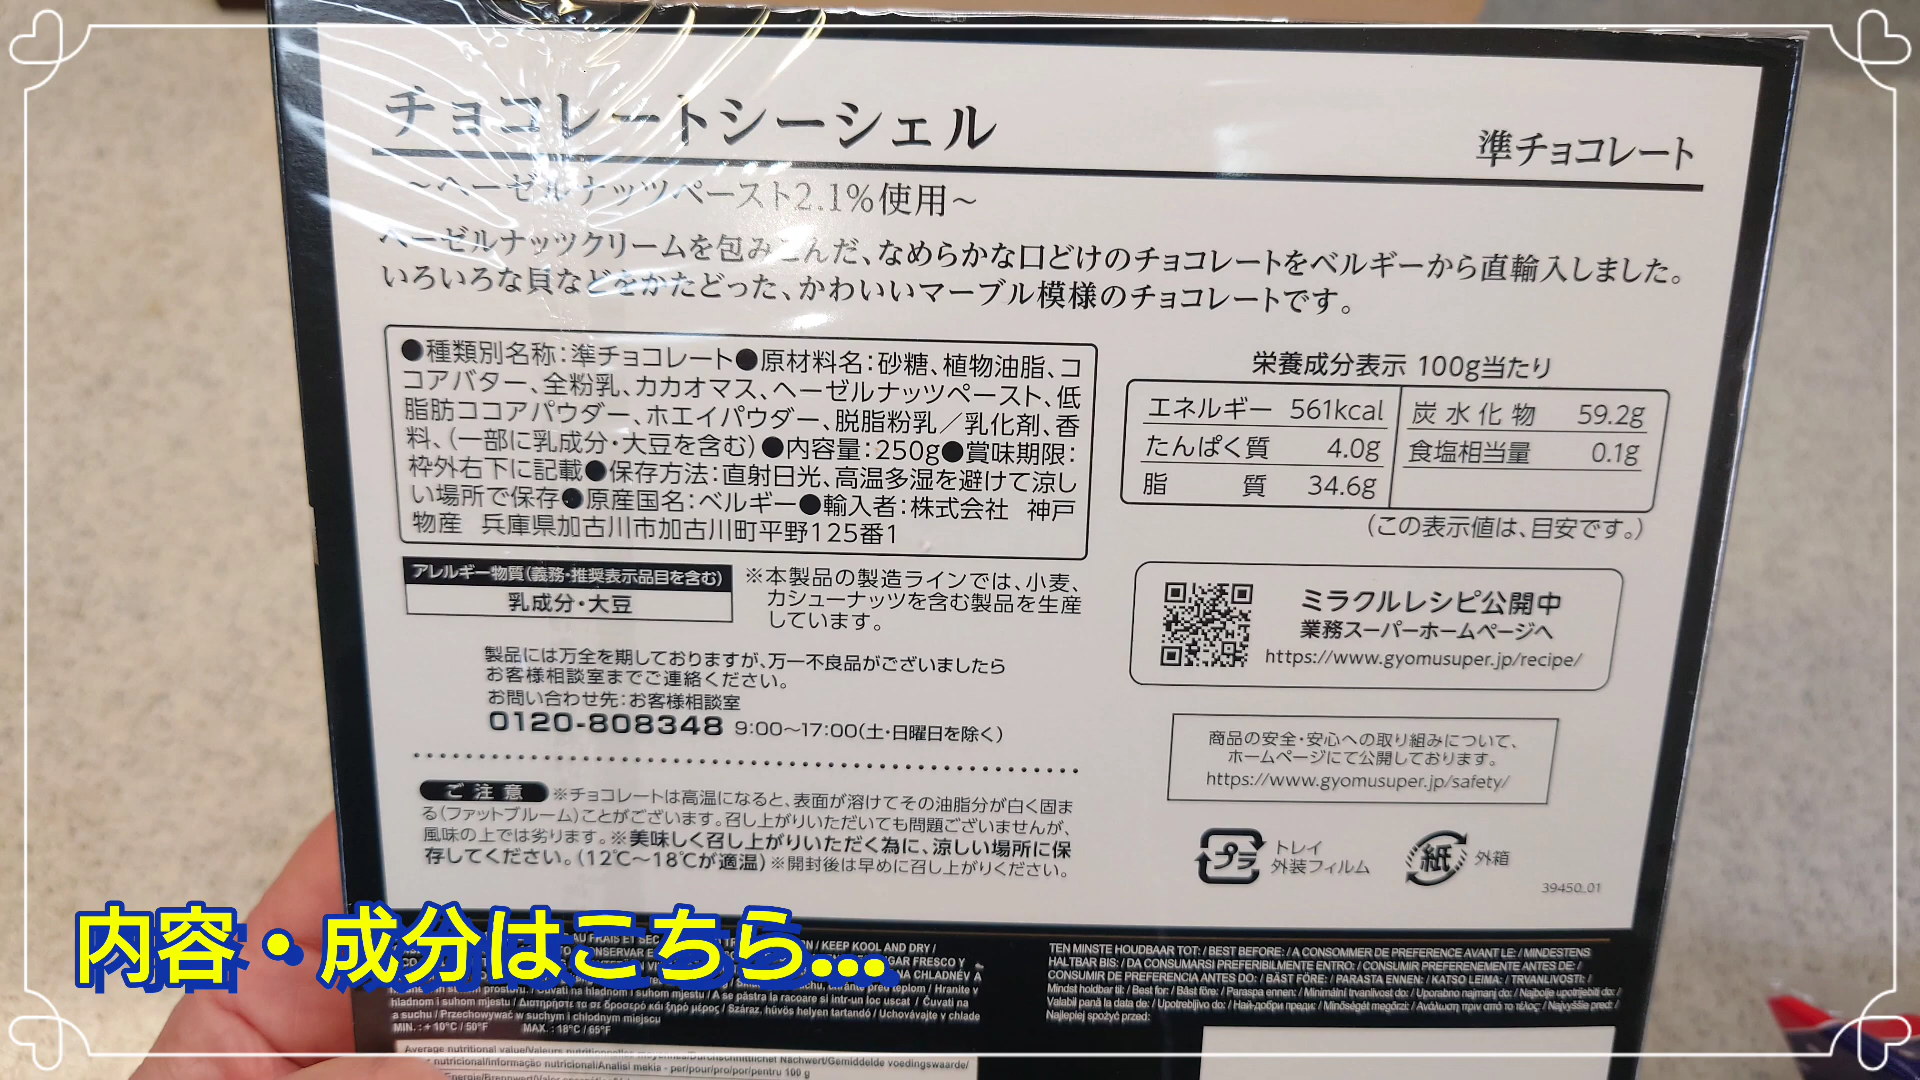 チョコレートシーシェル
準チョコレート
～ヘーゼルナッツペースト2.1%使用～
ヘーゼルナッツクリームを包みこんだ、なめらかな口どけのチョコレートをベルギーから直輸入しました。
いろいろな貝などをかたどった、かわいいマーブル模様のチョコレートです。
●種類別名称：準チョコレート●原材料名：砂糖、植物油脂、コ
コアバター、全粉乳、カカオマス、ヘーゼルナッツペースト、低
脂肪ココアパウダー、ホエイパウダー、脱脂粉乳／乳化剤、香
料、（一部に乳成分・大豆を含む）●内容量：250g●賞味期限：
枠外右下に記載●保存方法：直射日光、高温多湿を避けて涼し
い場所で保存●原産国名：ベルギー●輸入者：株式会社 神戸
物産 兵庫県加古川市加古川町平野125番1
栄養成分表示 100g当たり
エネルギー 561kcal
たんぱく質 4.0g
脂質 34.6g
炭水化物 59.2g
食塩相当量 0.1g
（この表示値は、目安です。）
アレルギー物質（義務・推奨表示品目を含む）
乳成分・大豆
※本製品の製造ラインでは、小麦、
カシューナッツを含む製品を生産
しています。
ミラクルレシピ公開中
業務スーパーホームページへ
https://www.gyomusuper.jp/recipe/
製品には万全を期しておりますが、万一不良品がございましたら
お客様相談室までご連絡ください。
お問い合わせ先：お客様相談室
0120-808348 9:00～17:00（土・日曜日を除く）
商品の安全・安心への取り組みについて、
ホームページにて公開しております。
https://www.gyomusuper.jp/safety/
ご注意 ※チョコレートは高温になると、表面が溶けてその油脂分が白く固ま
る（ファットブルーム）ことがございます。召し上がりいただいても問題ございませんが、
風味の上では劣ります。※美味しく召し上がりいただく為に、涼しい場所に保
存してください。（12℃～18℃が適温）※開封後は早めに召し上がりください。
プラ トレイ
外装フィルム
紙 外箱
39450_01
内容・成分はこちら...
/ KEEP KOOL AND DRY /
TEN MINSTE HOUDBAAR TOT: / BEST BEFORE: / A CONSOMMER DE PREFERENCE AVANT LE: / MINDESTENS
HALTBAR BIS: / DA CONSUMARSI PREFERIBILMENTE ENTRO: / CONSUMIR PREFERENEMENTE ANTES DE: /
CONSUMIR DE PREFERENCIA ANTES DO: / BÄST FÖRE: / PARASTA ENNEN: / KATSO LEIMA: / TRVANLIVOSTI: /
MIN. : + 10°C / 50°F MAX. : 18°C / 65°F